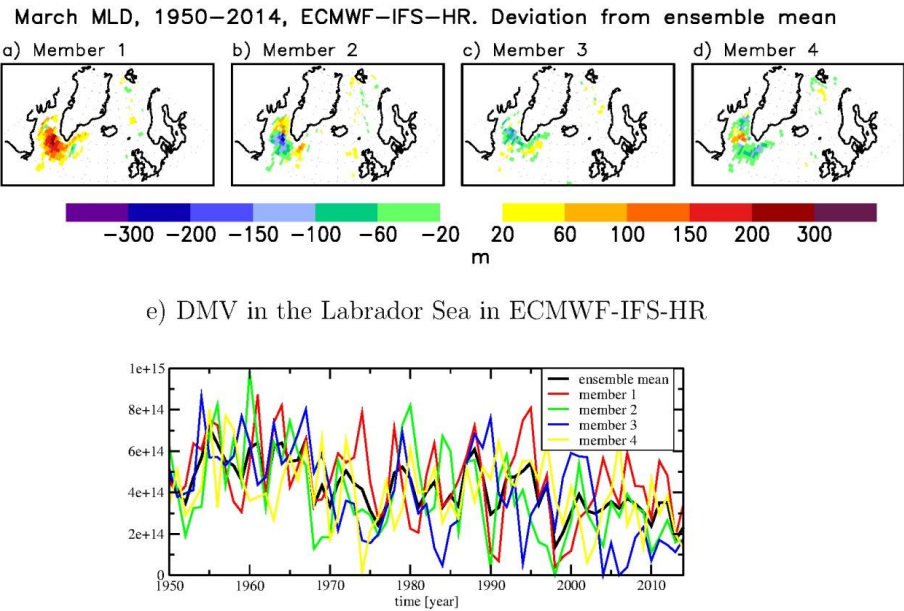 March MLD, 1950−2014, ECMWF−IFS−HR. Deviation from ensemble mean
a) Member 1
b) Member 2
c) Member 3
d) Member 4
−300 −200 −150 −100 −60 −20
20 60 100 150 200 300
m
e) DMV in the Labrador Sea in ECMWF-IFS-HR
1e+15
8e+14
6e+14
4e+14
2e+14
0
ensemble mean
member 1
member 2
member 3
member 4
1950 1960 1970 1980 1990 2000 2010
time [year]